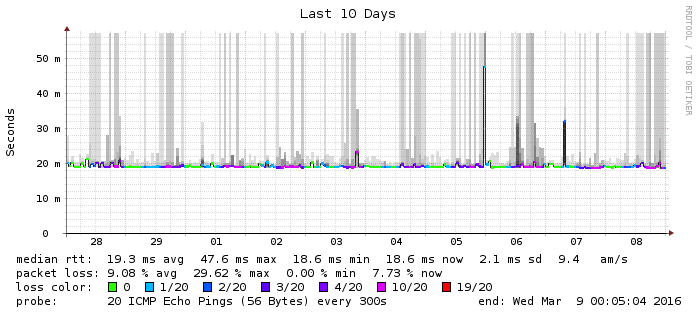 Last 10 Days
RRDTOOL / TOBI OETIKER
Seconds
50 m
40 m
30 m
20 m
10 m
0
28 29 01 02 03 04 05 06 07 08
median rtt: 19.3 ms avg 47.6 ms max 18.6 ms min 18.6 ms now 2.1 ms sd 9.4 am/s
packet loss: 9.08 % avg 29.62 % max 0.00 % min 7.73 % now
loss color: 0 1/20 2/20 3/20 4/20 10/20 19/20
probe: 20 ICMP Echo Pings (56 Bytes) every 300s end: Wed Mar 9 00:05:04 2016